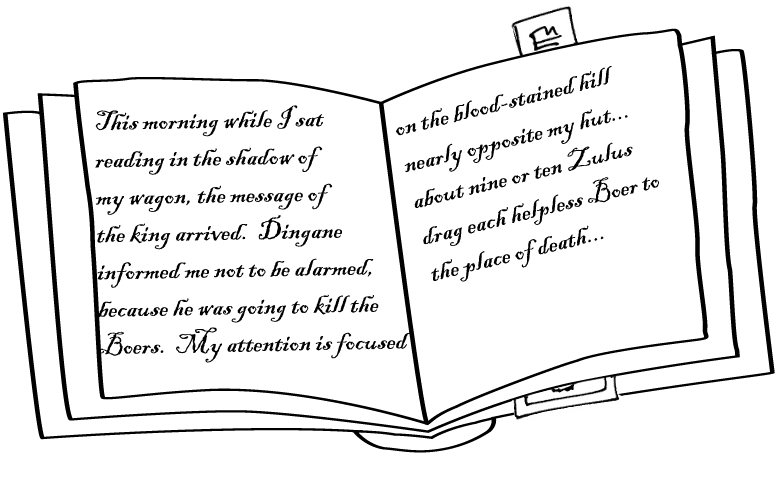 This morning while I sat
reading in the shadow of
my wagon, the message of
the king arrived. Dingane
informed me not to be alarmed,
because he was going to kill the
Boers. My attention is focused
on the blood-stained hill
nearly opposite my hut...
about nine or ten Zulus
drag each helpless Boer to
the place of death...